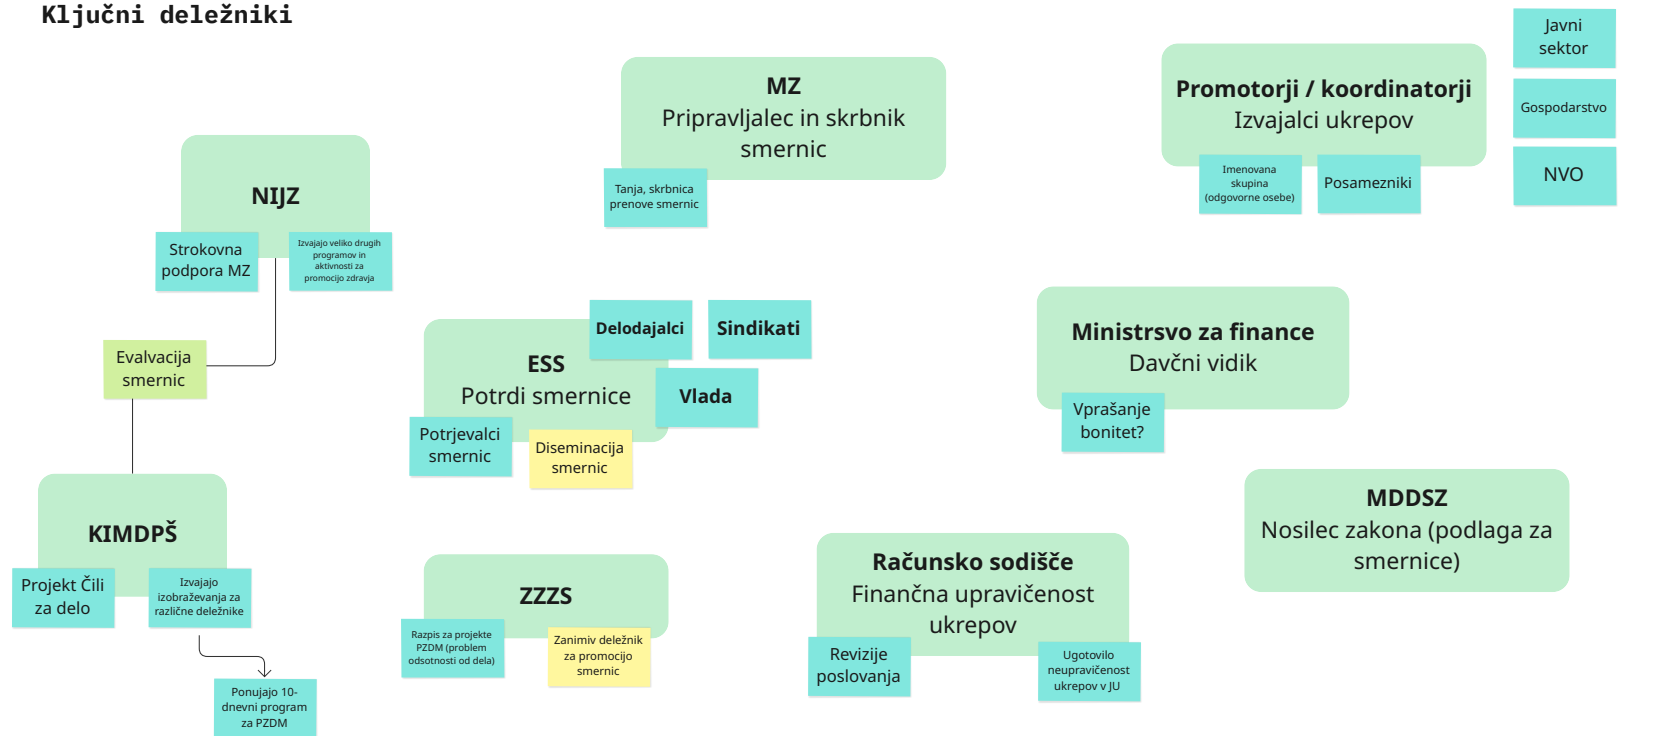 Ključni deležniki
Javni
sektor
Gospodarstvo
NVO
MZ
Pripravljalec in skrbnik
smernic
Tanja, skrbnica
prenove smernic
Promotorji / koordinatorji
Izvajalci ukrepov
Imenovana
skupina
(odgovorne osebe)
Posamezniki
NIJZ
Strokovna
podpora MZ
Izvajajo veliko drugih
programov in
aktivnosti za
promocijo zdravja
Evalvacija
smernic
Delodajalci
Sindikati
Vlada
ESS
Potrdi smernice
Potrjevalci
smernic
Diseminacija
smernic
Ministrsvo za finance
Davčni vidik
Vprašanje
bonitet?
MDDSZ
Nosilec zakona (podlaga za
smernice)
KIMDPŠ
Projekt Čili
za delo
Izvajajo
izobraževanja za
različne deležnike
Ponujajo 10-
dnevni program
za PZDM
ZZZS
Razpis za projekte
PZDM (problem
odsotnosti od dela)
Zanimiv deležnik
za promocijo
smernic
Računsko sodišče
Finančna upravičenost
ukrepov
Revizije
poslovanja
Ugotovilo
neupravičenost
ukrepov v JU